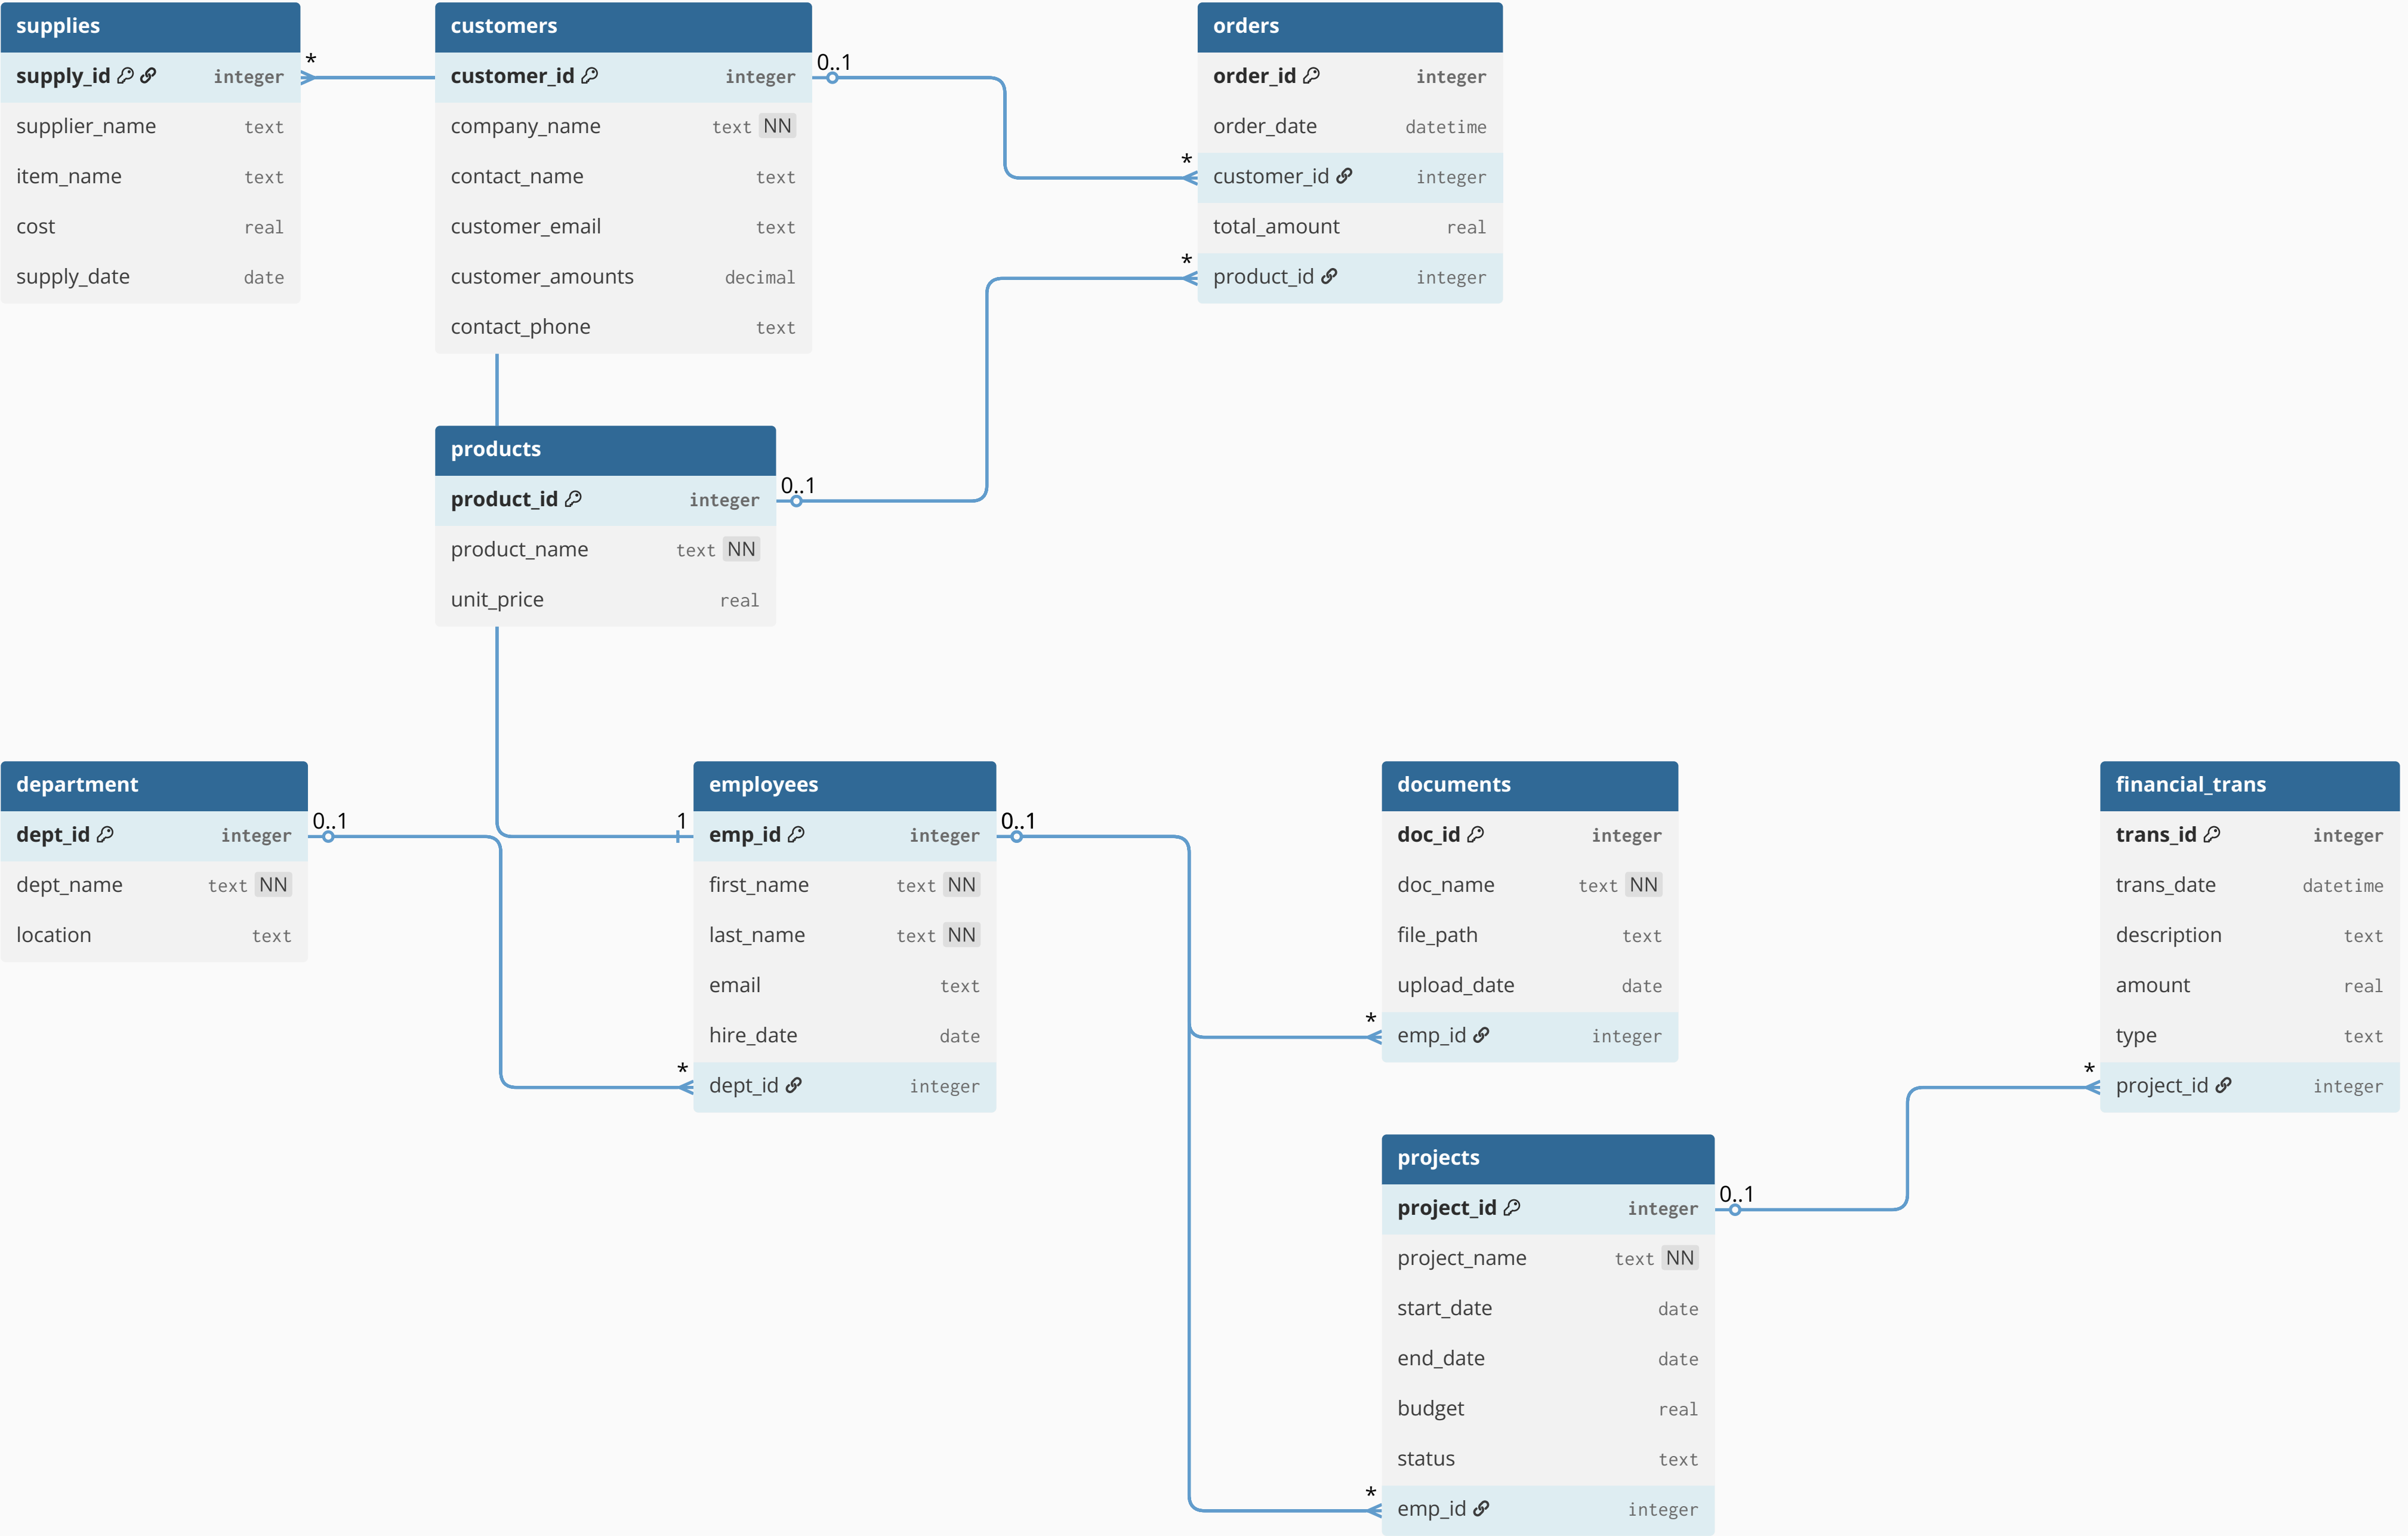 supplies
supply_id integer
supplier_name text
item_name text
cost real
supply_date date
*
customers
customer_id integer
company_name text NN
contact_name text
customer_email text
customer_amounts decimal
contact_phone text
0..1
orders
order_id integer
order_date datetime
* customer_id integer
total_amount real
* product_id integer
products
product_id integer
product_name text NN
unit_price real
0..1
department
dept_id integer
dept_name text NN
location text
0..1
1
employees
emp_id integer
first_name text NN
last_name text NN
email text
hire_date date
* dept_id integer
0..1
documents
doc_id integer
doc_name text NN
file_path text
upload_date date
* emp_id integer
financial_trans
trans_id integer
trans_date datetime
description text
amount real
type text
* project_id integer
projects
project_id integer
project_name text NN
start_date date
end_date date
budget real
status text
* emp_id integer
0..1